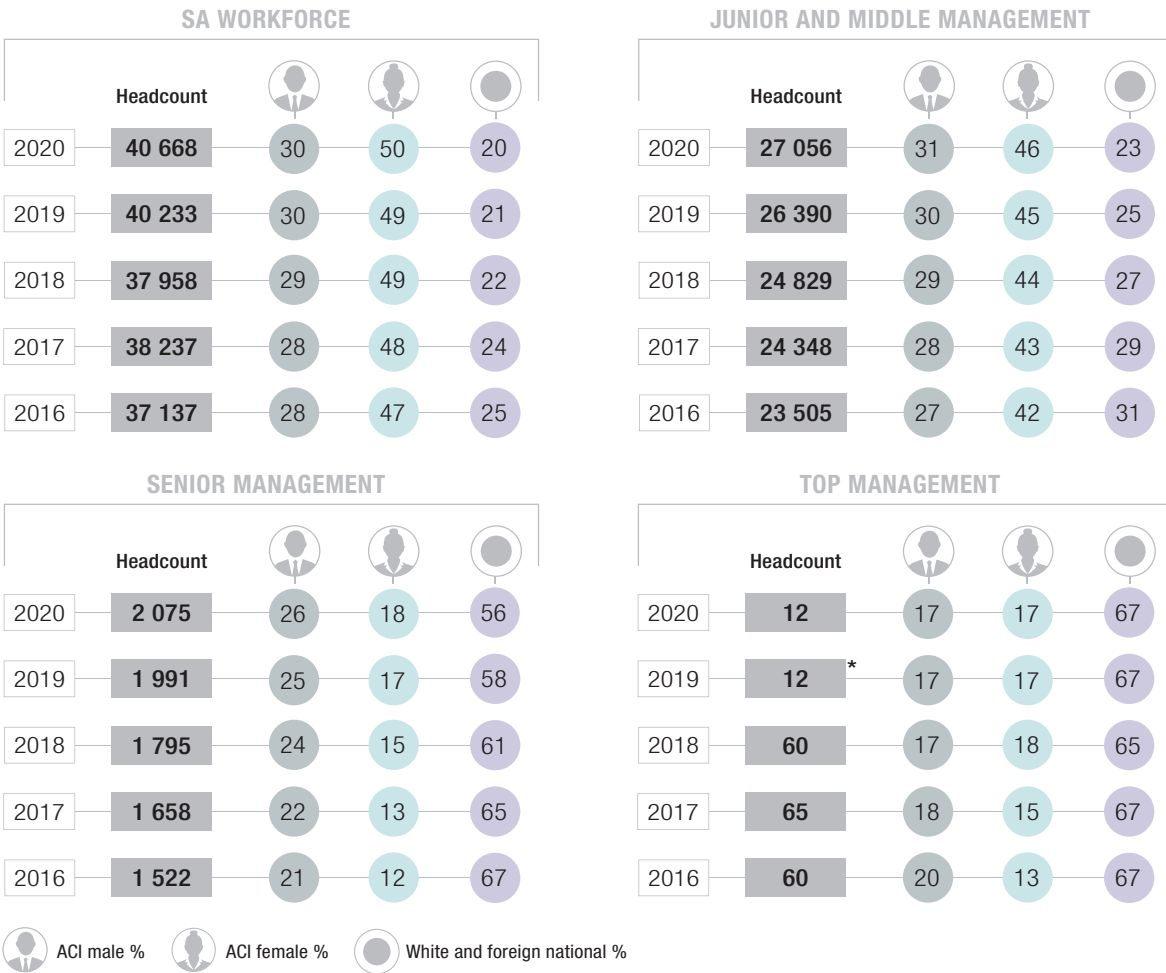 SA WORKFORCE
Headcount
2020 40 668 30 50 20
2019 40 233 30 49 21
2018 37 958 29 49 22
2017 38 237 28 48 24
2016 37 137 28 47 25
JUNIOR AND MIDDLE MANAGEMENT
Headcount
2020 27 056 31 46 23
2019 26 390 30 45 25
2018 24 829 29 44 27
2017 24 348 28 43 29
2016 23 505 27 42 31
SENIOR MANAGEMENT
Headcount
2020 2 075 26 18 56
2019 1 991 25 17 58
2018 1 795 24 15 61
2017 1 658 22 13 65
2016 1 522 21 12 67
TOP MANAGEMENT
Headcount
2020 12 17 17 67
2019 12 * 17 17 67
2018 60 17 18 65
2017 65 18 15 67
2016 60 20 13 67
ACI male % ACI female % White and foreign national %